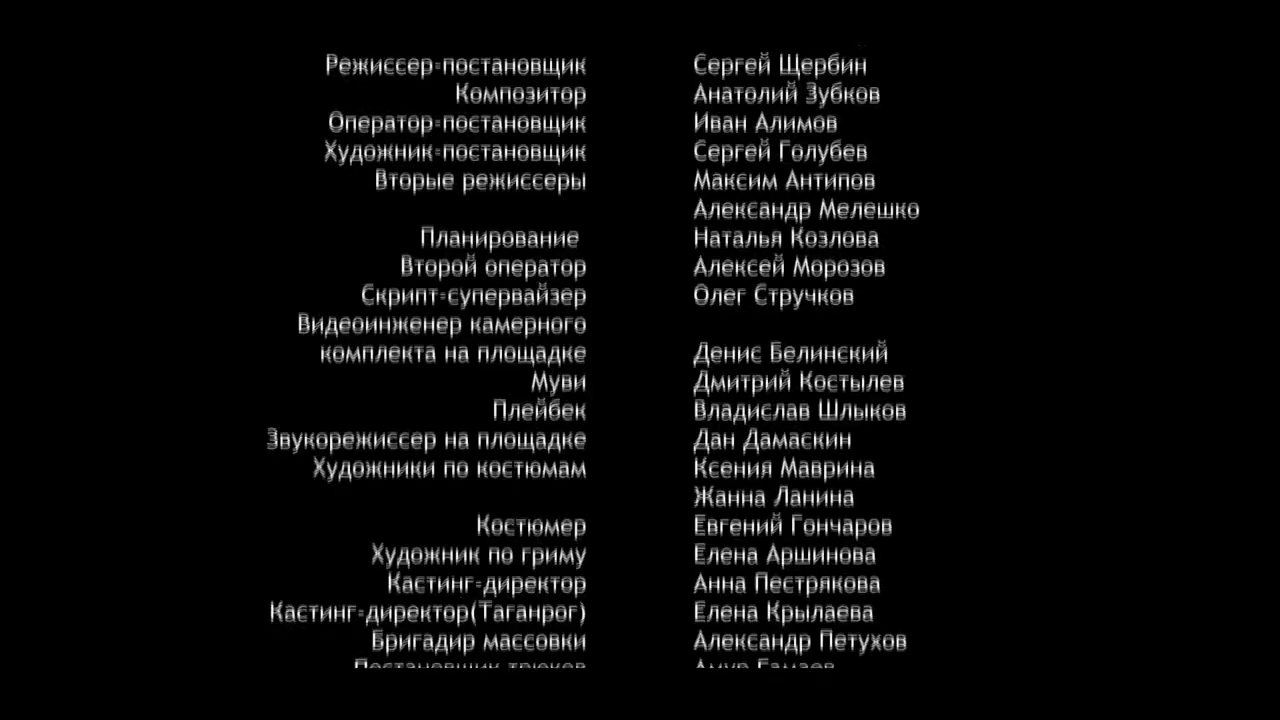 Режиссер-постановщик Сергей Щербин
Композитор Анатолий Зубков
Оператор-постановщик Иван Алимов
Художник-постановщик Сергей Голубев
Вторые режиссеры Максим Антипов
Александр Мелешко
Планирование Наталья Козлова
Второй оператор Алексей Морозов
Скрипт-супервайзер Олег Стручков
Видеоинженер камерного
комплекта на площадке Денис Белинский
Муви Дмитрий Костылев
Плейбек Владислав Шлыков
Звукорежиссер на площадке Дан Дамаскин
Художники по костюмам Ксения Маврина
Жанна Ланина
Костюмер Евгений Гончаров
Художник по гриму Елена Аршинова
Кастинг-директор Анна Пестрякова
Кастинг-директор(Таганрог) Елена Крылаева
Бригадир массовки Александр Петухов
Постановщик трюков Амур Гамаев